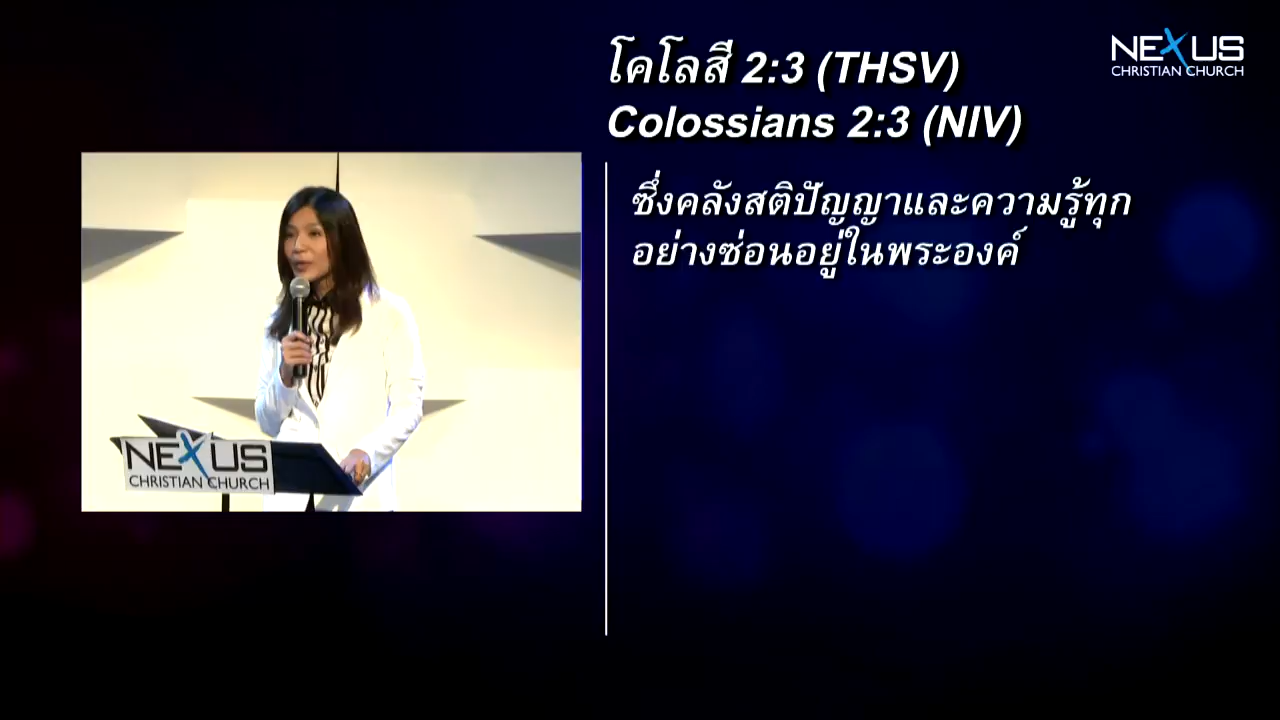 โคโลสี 2:3 (THSV)
Colossians 2:3 (NIV)
NEXUS
CHRISTIAN CHURCH
ซึ่งคลังสติปัญญาและความรู้ทุก
อย่างซ่อนอยู่ในพระองค์
NEXUS
CHRISTIAN CHURCH